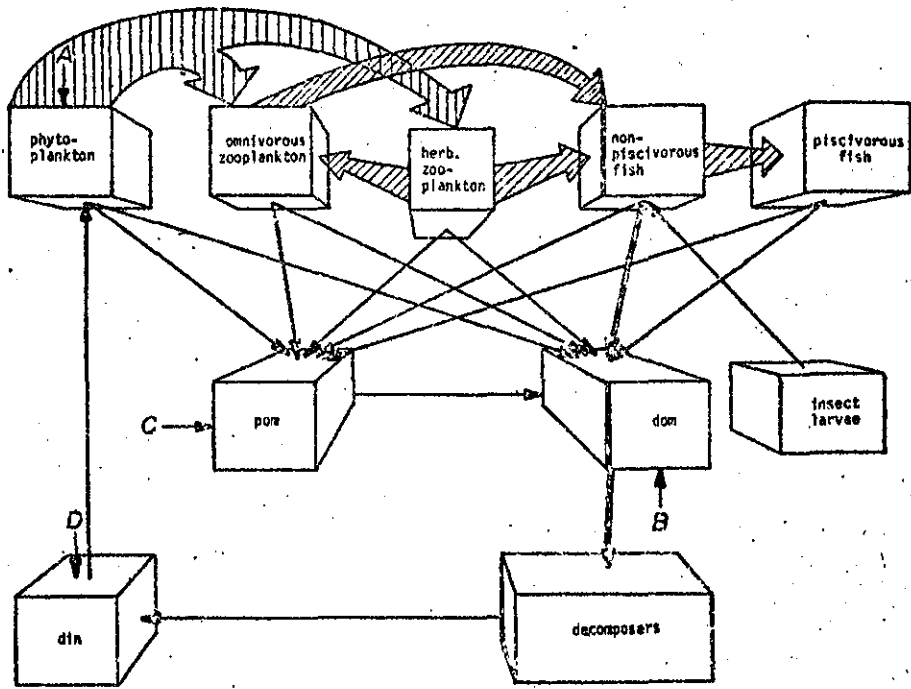 A
phyto-
plankton
omnivorous
zooplankton
herb.
zoo-
plankton
non-
piscivorous
fish
piscivorous
fish
C
pom
dom
insect
larvae
B
D
din
decomposers